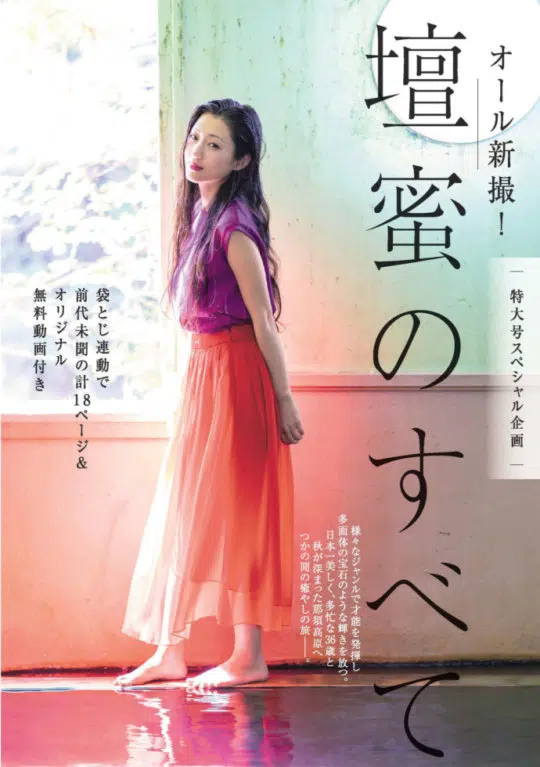 オール新撮!
壇蜜のすべて
特大号スペシャル企画
袋とじ連動で
前代未聞の計18ページ&
オリジナル
無料動画付き
様々なジャンルで才能を発揮し
多面体の宝石のような輝きを放つ。
日本一美しく、多忙な36歳と
秋が深まった那須高原へ
つかの間の癒やしの旅——。